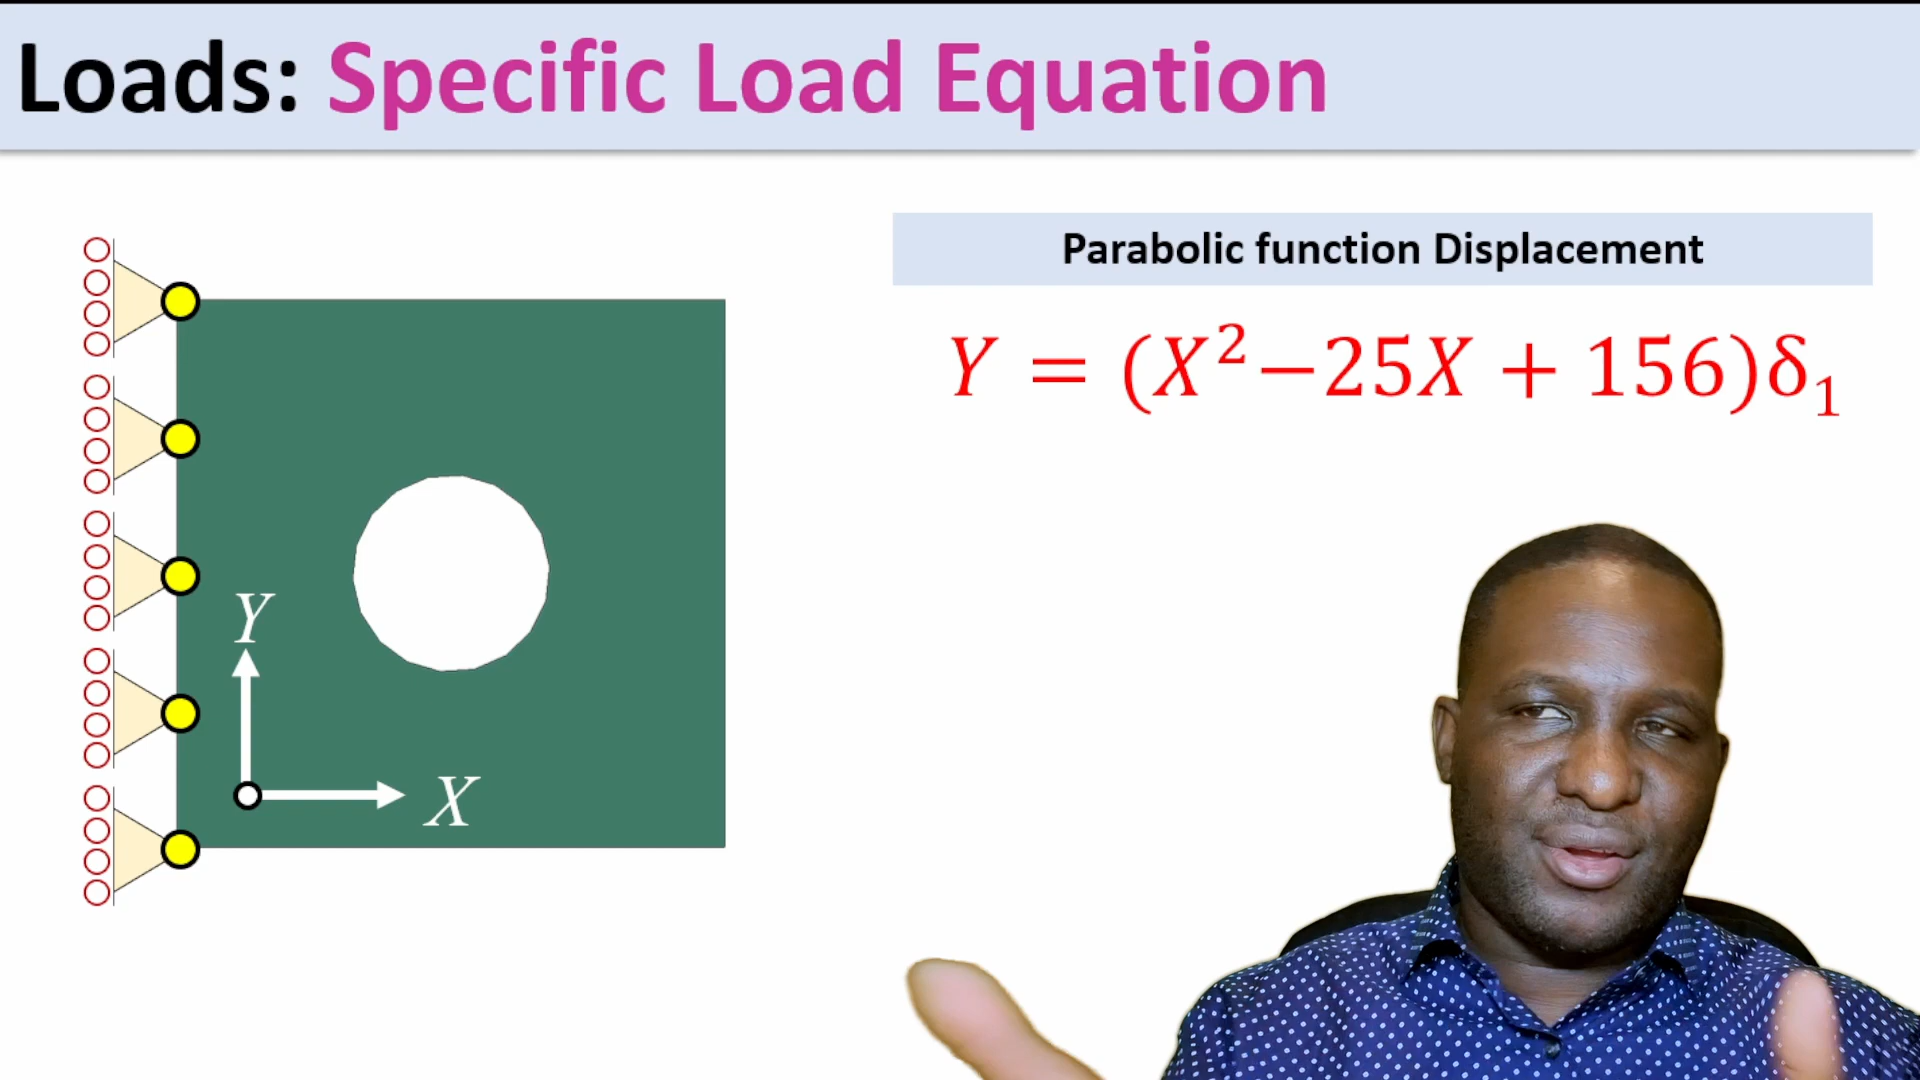 Loads: Specific Load Equation
Parabolic function Displacement
Y = (X²−25X + 156)δ₁
Y
X